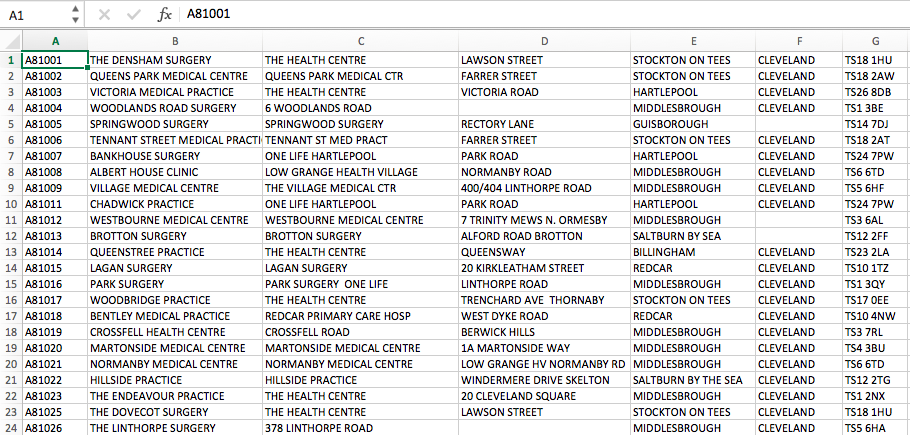 A1 fx A81001
A B C D E F G
1 A81001 THE DENSHAM SURGERY THE HEALTH CENTRE LAWSON STREET STOCKTON ON TEES CLEVELAND TS18 1HU
2 A81002 QUEENS PARK MEDICAL CENTRE QUEENS PARK MEDICAL CTR FARRER STREET STOCKTON ON TEES CLEVELAND TS18 2AW
3 A81003 VICTORIA MEDICAL PRACTICE THE HEALTH CENTRE VICTORIA ROAD HARTLEPOOL CLEVELAND TS26 8DB
4 A81004 WOODLANDS ROAD SURGERY 6 WOODLANDS ROAD MIDDLESBROUGH CLEVELAND TS1 3BE
5 A81005 SPRINGWOOD SURGERY SPRINGWOOD SURGERY RECTORY LANE GUISBOROUGH TS14 7DJ
6 A81006 TENNANT STREET MEDICAL PRACTI TENNANT ST MED PRACT FARRER STREET STOCKTON ON TEES CLEVELAND TS18 2AT
7 A81007 BANKHOUSE SURGERY ONE LIFE HARTLEPOOL PARK ROAD HARTLEPOOL CLEVELAND TS24 7PW
8 A81008 ALBERT HOUSE CLINIC LOW GRANGE HEALTH VILLAGE NORMANBY ROAD MIDDLESBROUGH CLEVELAND TS6 6TD
9 A81009 VILLAGE MEDICAL CENTRE THE VILLAGE MEDICAL CTR 400/404 LINTHORPE ROAD MIDDLESBROUGH CLEVELAND TS5 6HF
10 A81011 CHADWICK PRACTICE ONE LIFE HARTLEPOOL PARK ROAD HARTLEPOOL CLEVELAND TS24 7PW
11 A81012 WESTBOURNE MEDICAL CENTRE WESTBOURNE MEDICAL CENTRE 7 TRINITY MEWS N. ORMESBY MIDDLESBROUGH TS3 6AL
12 A81013 BROTTON SURGERY BROTTON SURGERY ALFORD ROAD BROTTON SALTBURN BY SEA TS12 2FF
13 A81014 QUEENSTREE PRACTICE THE HEALTH CENTRE QUEENSWAY BILLINGHAM CLEVELAND TS23 2LA
14 A81015 LAGAN SURGERY LAGAN SURGERY 20 KIRKLEATHAM STREET REDCAR CLEVELAND TS10 1TZ
15 A81016 PARK SURGERY PARK SURGERY ONE LIFE LINTHORPE ROAD MIDDLESBROUGH CLEVELAND TS1 3QY
16 A81017 WOODBRIDGE PRACTICE THE HEALTH CENTRE TRENCHARD AVE THORNABY STOCKTON ON TEES CLEVELAND TS17 0EE
17 A81018 BENTLEY MEDICAL PRACTICE REDCAR PRIMARY CARE HOSP WEST DYKE ROAD REDCAR CLEVELAND TS10 4NW
18 A81019 CROSSFELL HEALTH CENTRE CROSSFELL ROAD BERWICK HILLS MIDDLESBROUGH CLEVELAND TS3 7RL
19 A81020 MARTONSIDE MEDICAL CENTRE MARTONSIDE MEDICAL CENTRE 1A MARTONSIDE WAY MIDDLESBROUGH CLEVELAND TS4 3BU
20 A81021 NORMANBY MEDICAL CENTRE NORMANBY MEDICAL CENTRE LOW GRANGE HV NORMANBY RD MIDDLESBROUGH CLEVELAND TS6 6TD
21 A81022 HILLSIDE PRACTICE HILLSIDE PRACTICE WINDERMERE DRIVE SKELTON SALTBURN BY THE SEA CLEVELAND TS12 2TG
22 A81023 THE ENDEAVOUR PRACTICE THE HEALTH CENTRE 20 CLEVELAND SQUARE MIDDLESBROUGH CLEVELAND TS1 2NX
23 A81025 THE DOVECOT SURGERY THE HEALTH CENTRE LAWSON STREET STOCKTON ON TEES CLEVELAND TS18 1HU
24 A81026 THE LINTHORPE SURGERY 378 LINTHORPE ROAD MIDDLESBROUGH CLEVELAND TS5 6HA